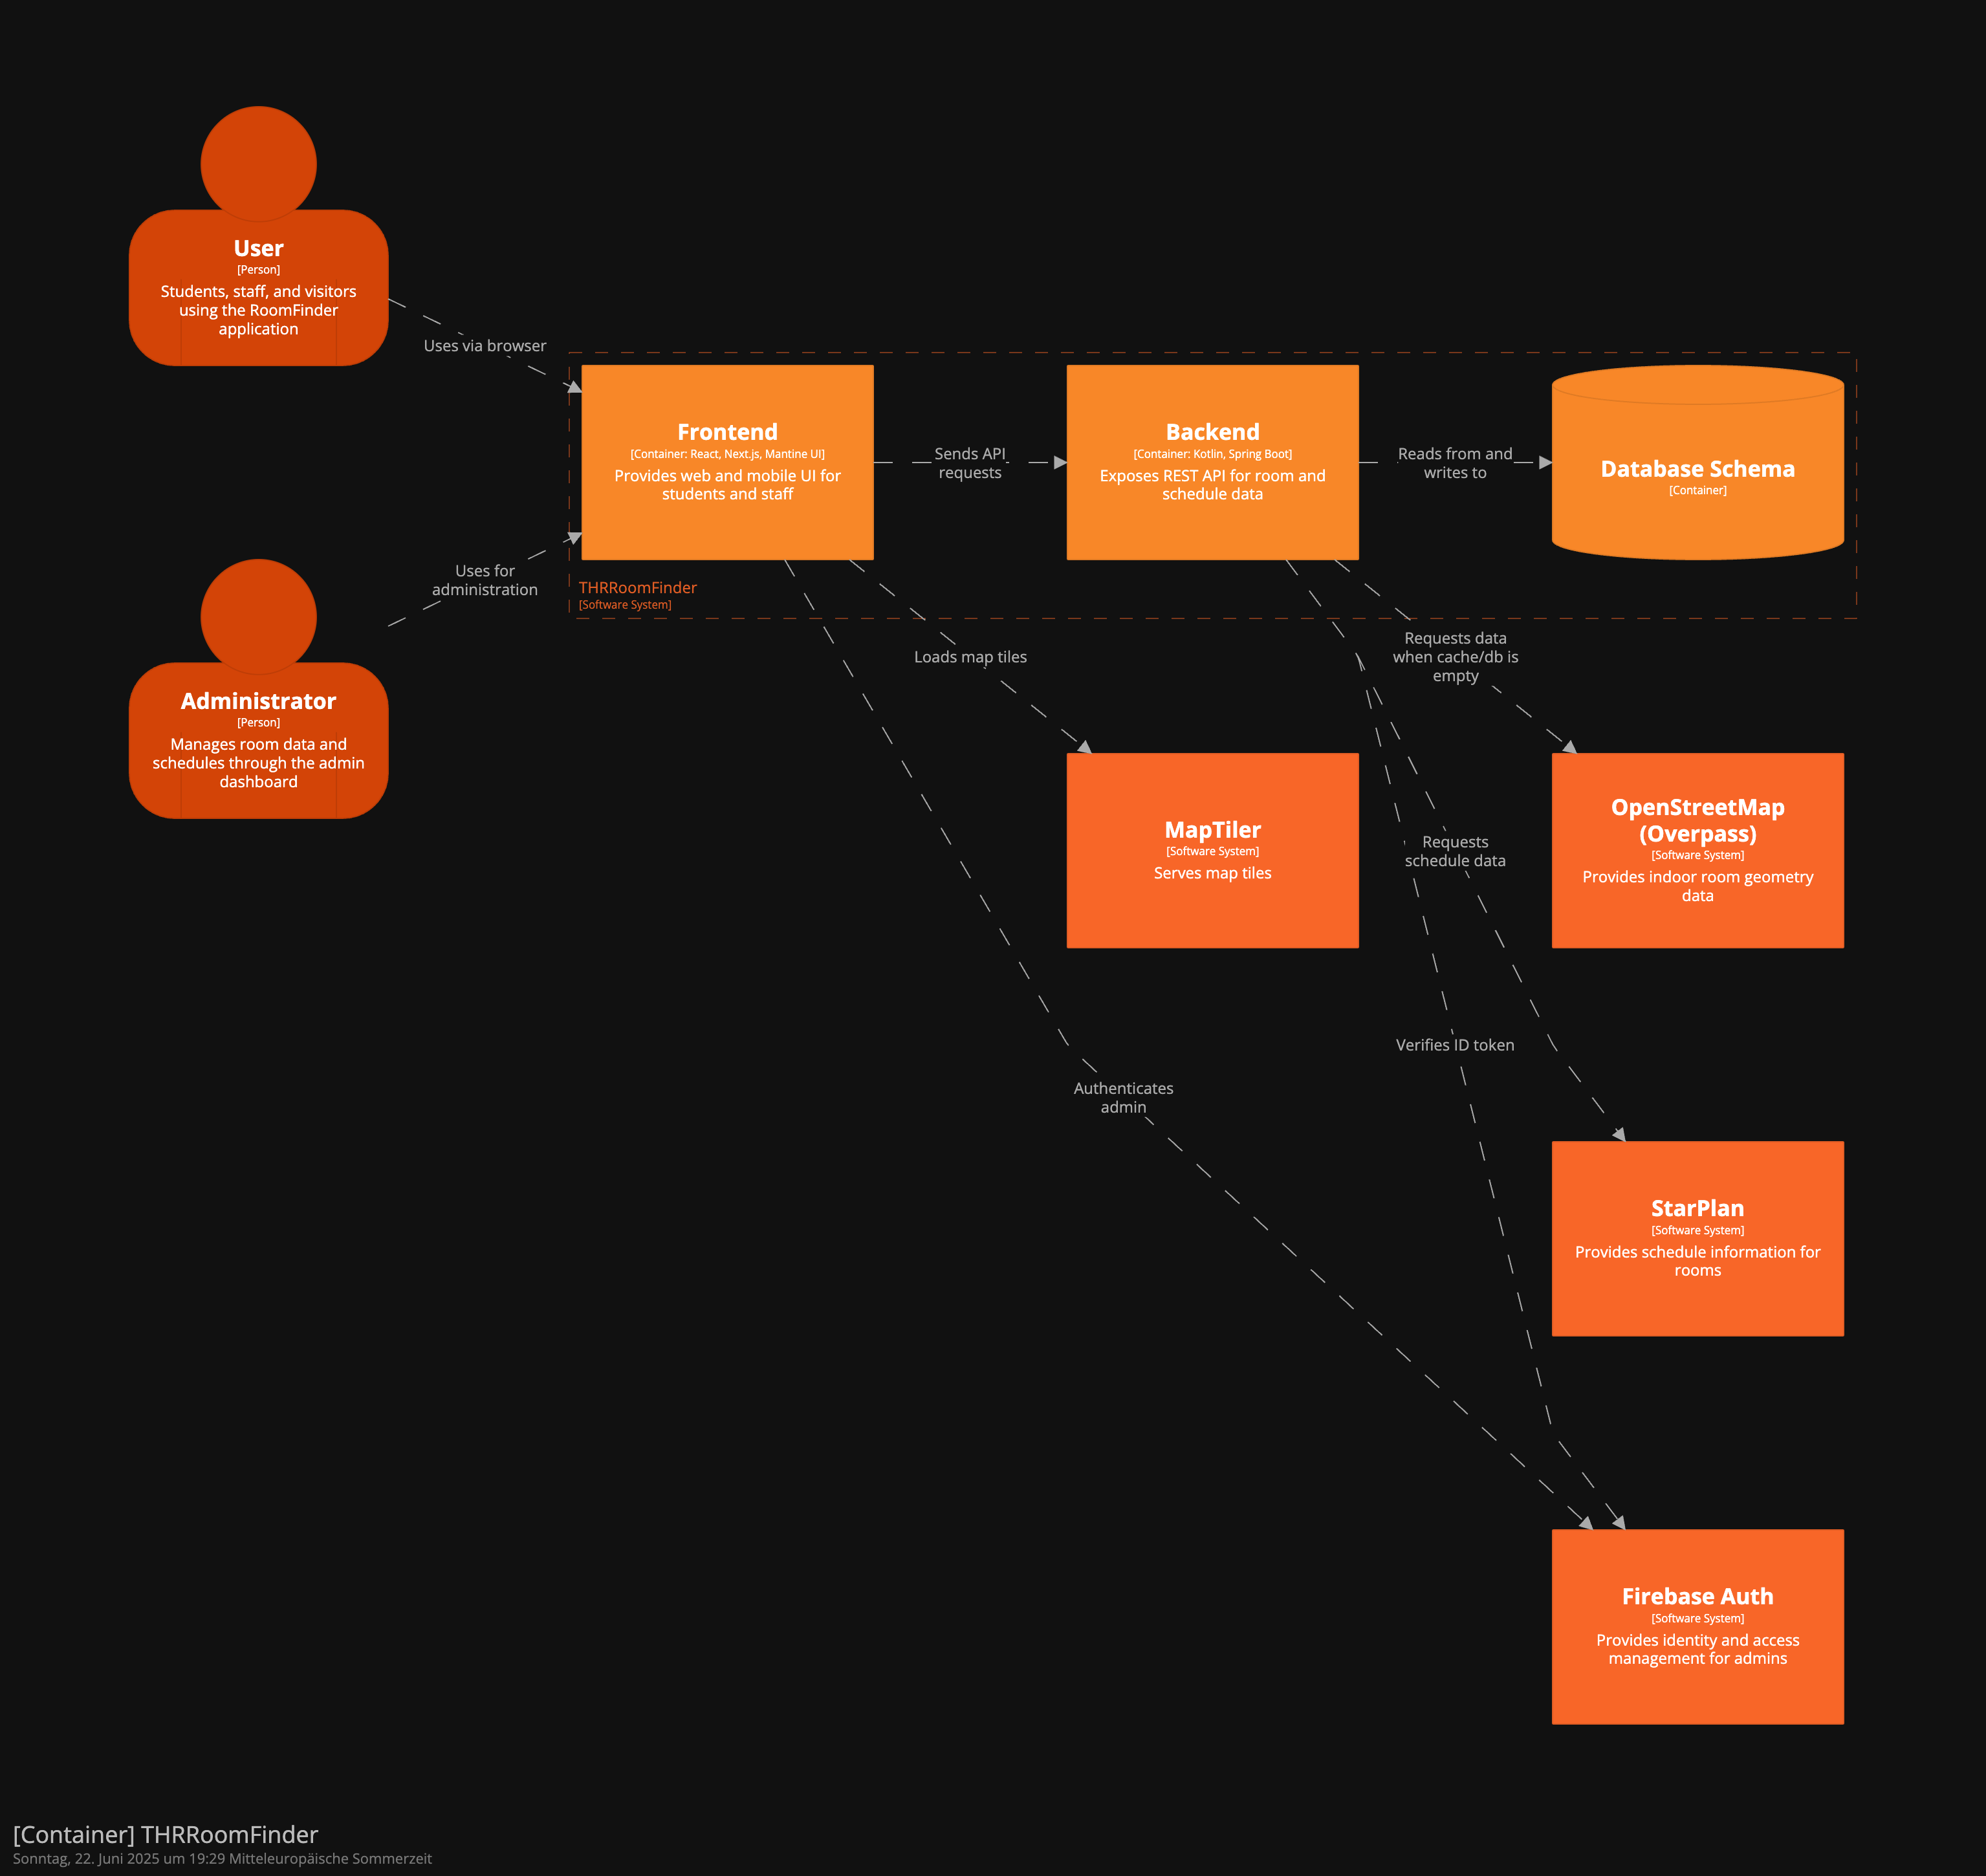 User
[Person]
Students, staff, and visitors
using the RoomFinder
application
Uses via browser
Administrator
[Person]
Manages room data and
schedules through the admin
dashboard
Uses for
administration
Frontend
[Container: React, Next.js, Mantine UI]
Provides web and mobile UI for
students and staff
Sends API
requests
Backend
[Container: Kotlin, Spring Boot]
Exposes REST API for room and
schedule data
Reads from and
writes to
Database Schema
[Container]
THRRoomFinder
[Software System]
Loads map tiles
Requests data
when cache/db is
empty
MapTiler
[Software System]
Serves map tiles
OpenStreetMap
(Overpass)
[Software System]
Provides indoor room geometry
data
Requests
schedule data
Verifies ID token
Authenticates
admin
StarPlan
[Software System]
Provides schedule information for
rooms
Firebase Auth
[Software System]
Provides identity and access
management for admins
[Container] THRRoomFinder
Sonntag, 22. Juni 2025 um 19:29 Mitteleuropäische Sommerzeit